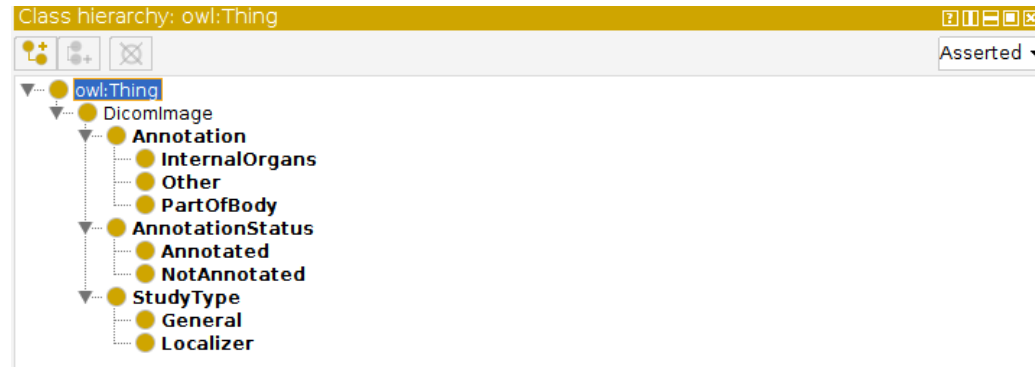 Class hierarchy: owl:Thing
Asserted
owl:Thing
DicomImage
Annotation
InternalOrgans
Other
PartOfBody
AnnotationStatus
Annotated
NotAnnotated
StudyType
General
Localizer